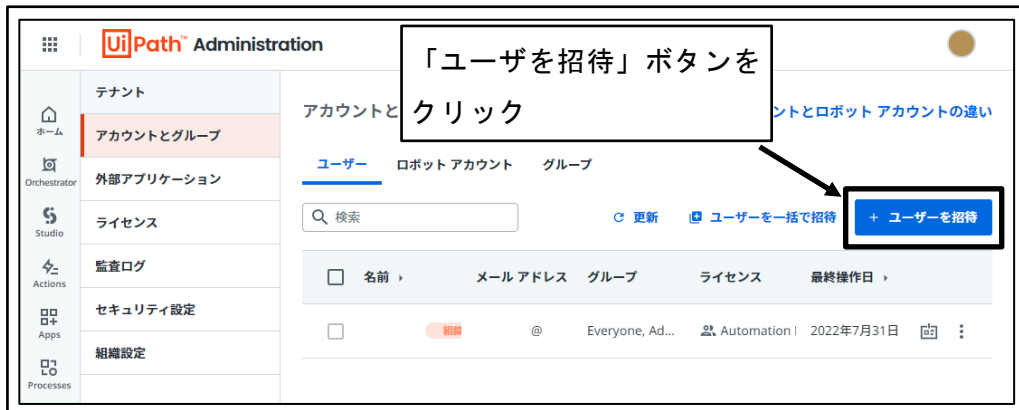 UiPath™ Administration
「ユーザを招待」ボタンを
クリック
ホーム
Orchestrator
Studio
Actions
Apps
Processes
テナント
アカウントとグループ
外部アプリケーション
ライセンス
監査ログ
セキュリティ設定
組織設定
アカウントと
ントとロボット アカウントの違い
ユーザー ロボット アカウント グループ
検索 更新 ユーザーを一括で招待 + ユーザーを招待
名前 メール アドレス グループ ライセンス 最終操作日
@ Everyone, Ad... Automation 2022年7月31日